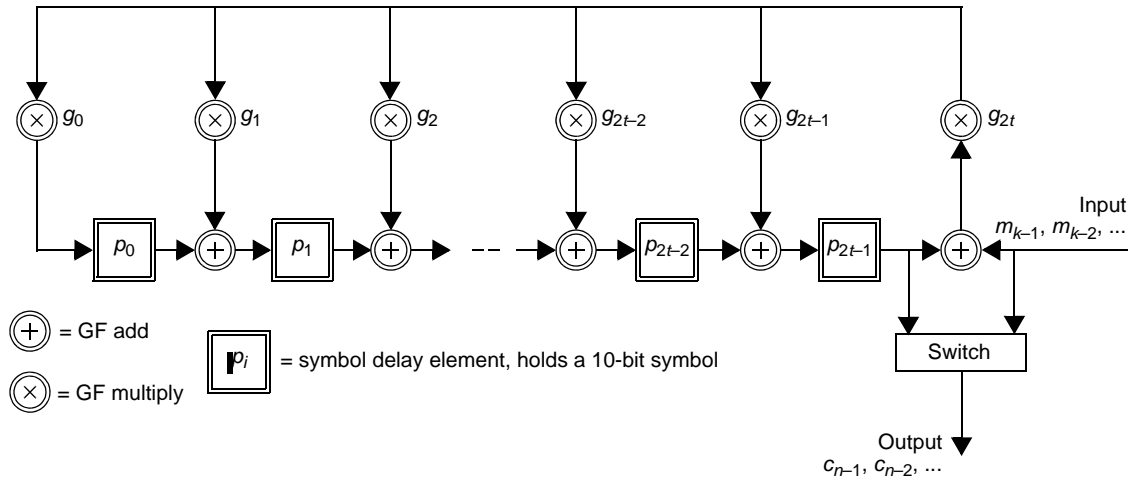 g0 g1 g2 g2t–2 g2t–1 g2t
Input
mk–1, mk–2, ...
p0 p1 p2t–2 p2t–1
= GF add
pi = symbol delay element, holds a 10-bit symbol
= GF multiply
Switch
Output
cn–1, cn–2, ...